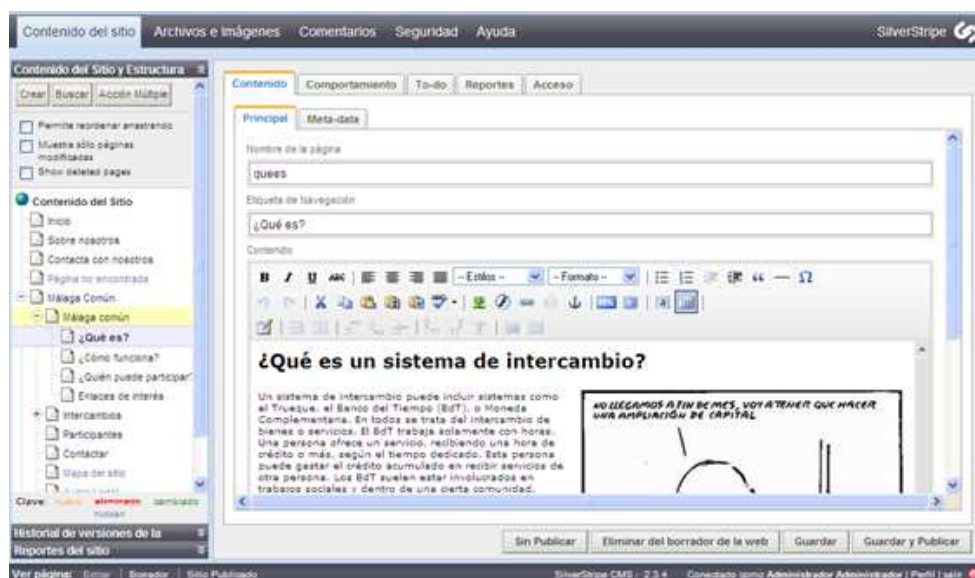 Contenido del sitio Archivos e Imágenes Comentarios Seguridad Ayuda SilverStripe
Contenido del Sitio y Estructura
Crear Buscar Acción Múltiple
Permite reordenar arrastrando
Muestra sólo páginas
modificadas
Show deleted pages
Contenido del Sitio
Inicio
Sobre nosotros
Contacta con nosotros
Página no encontrada
Málaga Común
Málaga común
¿Qué es?
¿Cómo funciona?
¿Quién puede participar?
Enlaces de interés
Intercambios
Participantes
Contactar
Mapa del sitio
Clave: nuevo eliminado cambiado
hidden
Historial de versiones de la
Reportes del sitio
Contenido Comportamiento To-do Reportes Acceso
Principal Meta-data
Nombre de la página
quees
Etiqueta de Navegación
¿Qué es?
Contenido
B I U ABC -- Estilos -- -- Formato -- “ — Ω
¿Qué es un sistema de intercambio?
Un sistema de intercambio puede incluir sistemas como
el Trueque, el Banco del Tiempo (BdT), o Moneda
Complementaria. En todos se trata del intercambio de
bienes o servicios. El BdT trabaja solamente con horas.
Una persona ofrece un servicio, recibiendo una hora de
crédito o más, según el tiempo dedicado. Esta persona
puede gastar el crédito acumulado en recibir servicios de
otra persona. Los BdT suelen estar involucrados en
trabajos sociales y dentro de una cierta comunidad.
NO LLEGAMOS A FIN DE MES, VOY A TENER QUE HACER
UNA AMPLIACIÓN DE CAPITAL
Sin Publicar Eliminar del borrador de la web Guardar Guardar y Publicar
Ver página: Editar Borrador Sitio Publicado SilverStripe CMS - 2.3.4 Conectado como Administrador Administrador | Perfil | salir